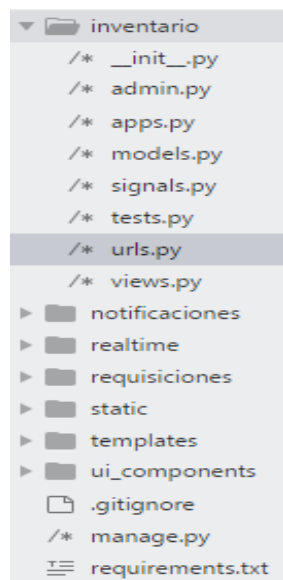 inventario
/* __init__.py
/* admin.py
/* apps.py
/* models.py
/* signals.py
/* tests.py
/* urls.py
/* views.py
notificaciones
realtime
requisiciones
static
templates
ui_components
.gitignore
/* manage.py
requirements.txt